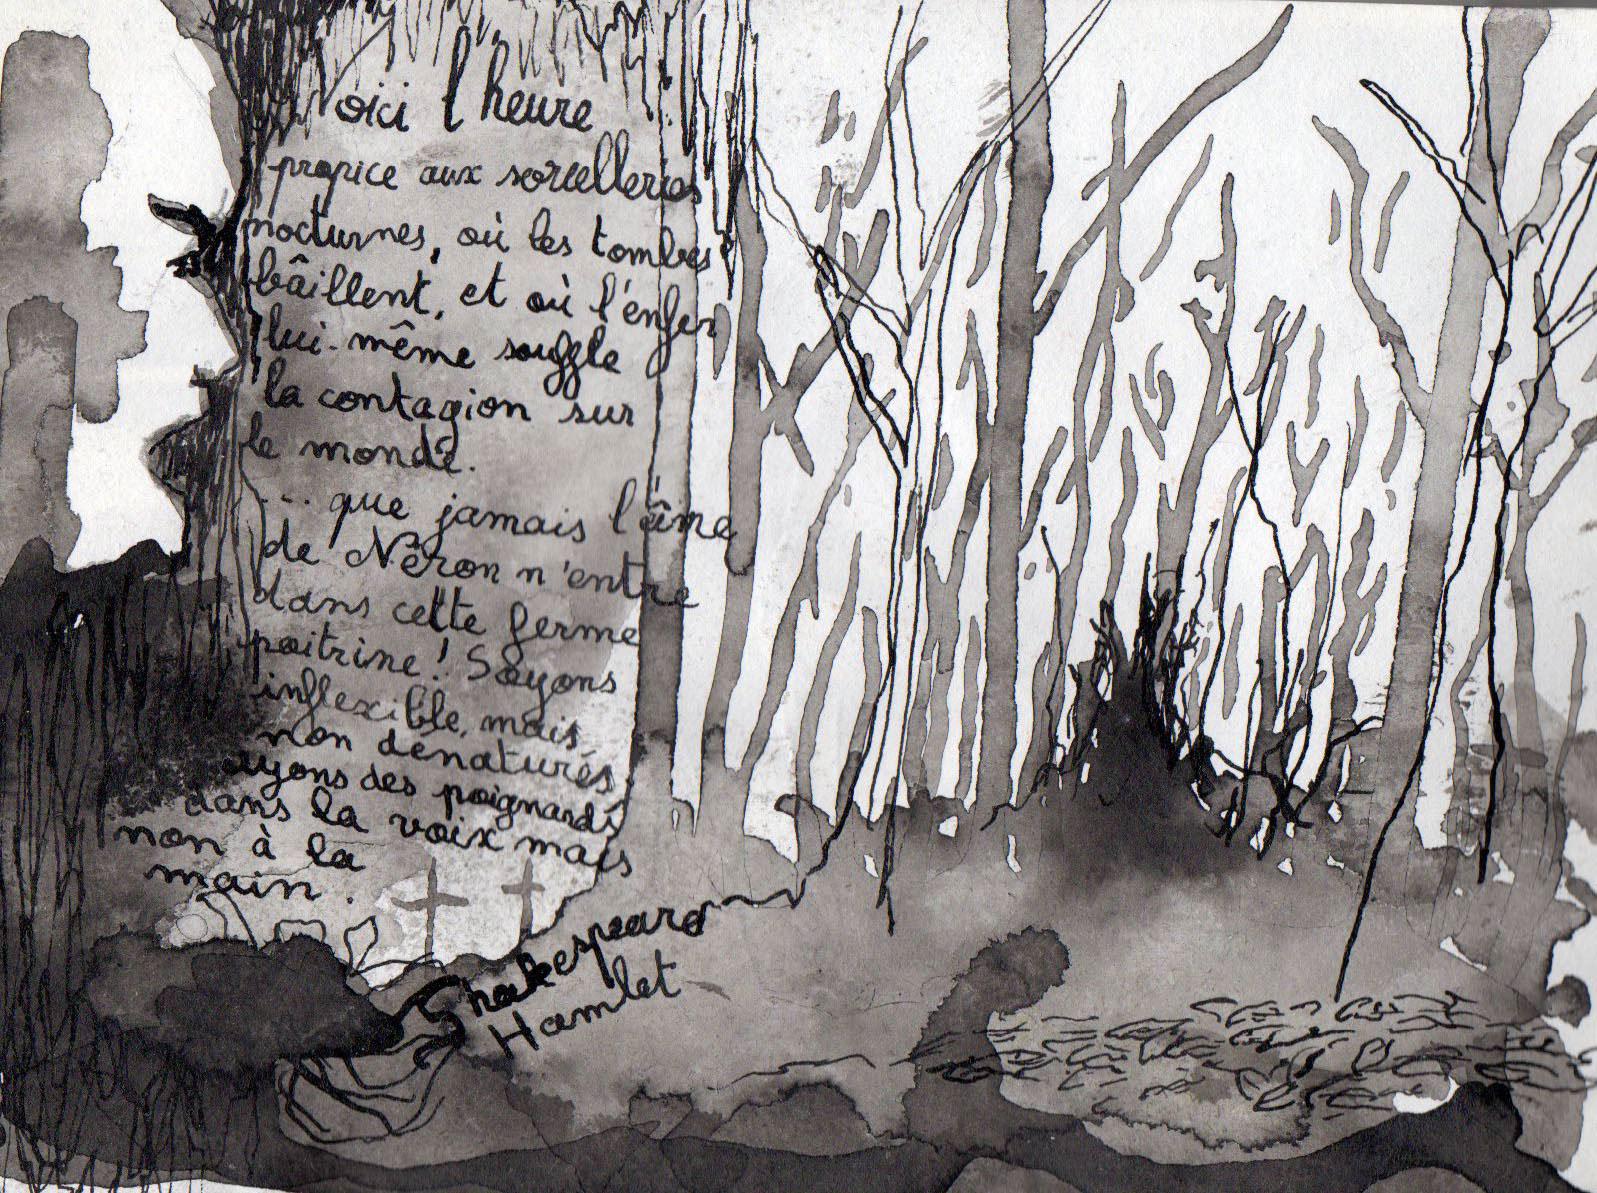 Voici l'heure
propice aux sorcelleries
nocturnes, où les tombes
bâillent, et où l'enfer
lui-même souffle
la contagion sur
le monde.
... que jamais l'âme
de Néron n'entre
dans cette ferme
poitrine ! Soyons
inflexible, mais
non dénaturés
ayons des poignards
dans la voix mais
non à la
main.
Shakespeare
Hamlet